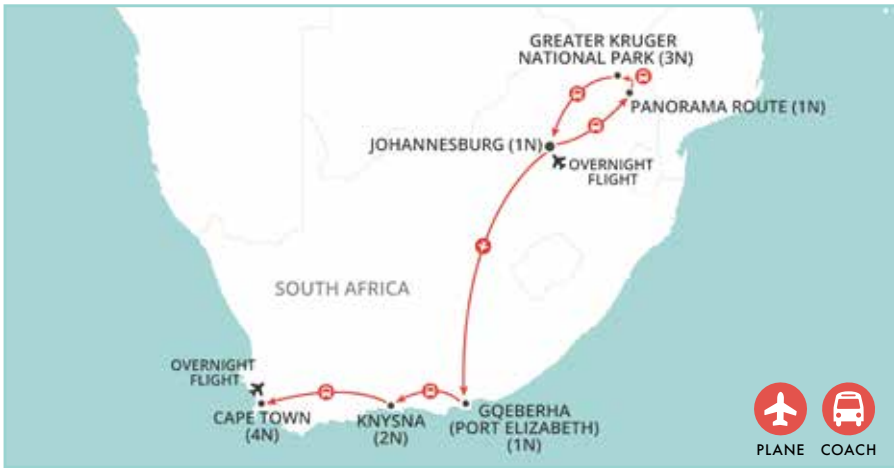 GREATER KRUGER
NATIONAL PARK (3N)
PANORAMA ROUTE (1N)
JOHANNESBURG (1N)
OVERNIGHT
FLIGHT
SOUTH AFRICA
OVERNIGHT
FLIGHT
CAPE TOWN
(4N)
KNYSNA
(2N)
GQEBERHA
(PORT ELIZABETH)
(1N)
PLANE
COACH